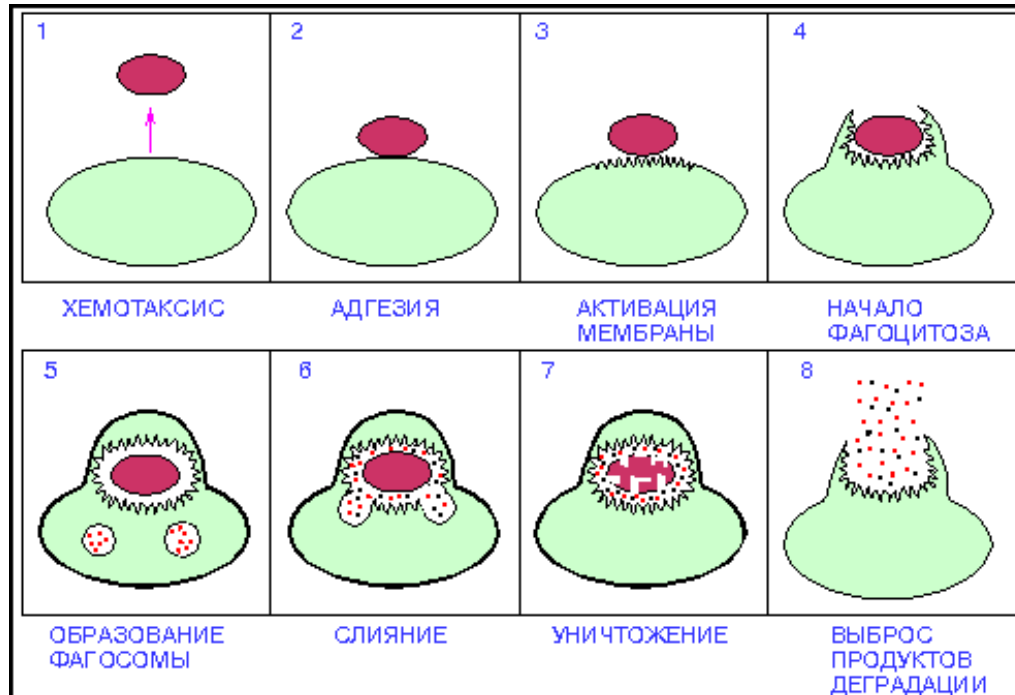 1
2
3
4
ХЕМОТАКСИС
АДГЕЗИЯ
АКТИВАЦИЯ
МЕМБРАНЫ
НАЧАЛО
ФАГОЦИТОЗА
5
6
7
8
ОБРАЗОВАНИЕ
ФАГОСОМЫ
СЛИЯНИЕ
УНИЧТОЖЕНИЕ
ВЫБРОС
ПРОДУКТОВ
ДЕГРАДАЦИИ